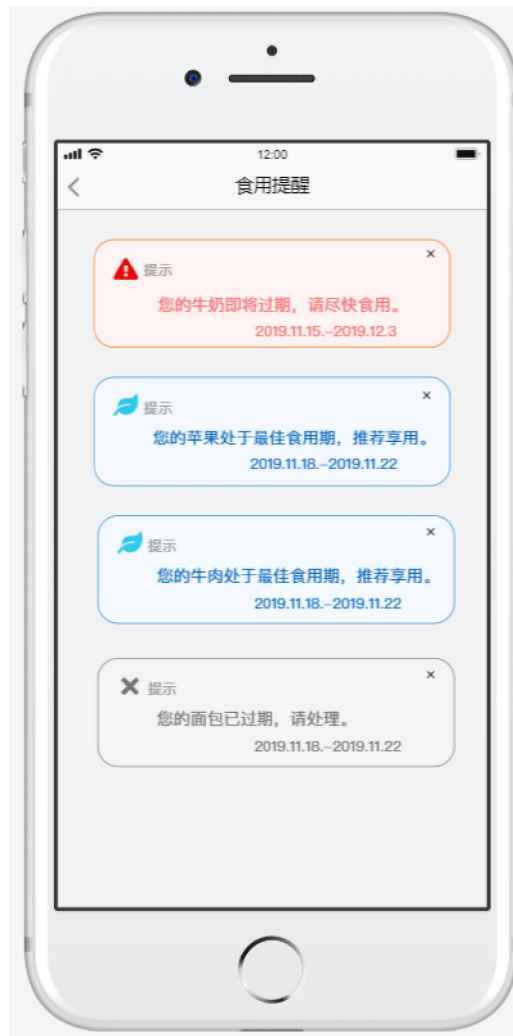 12:00
食用提醒
提示
您的牛奶即将过期，请尽快食用。
2019.11.15.–2019.12.3
提示
您的苹果处于最佳食用期，推荐享用。
2019.11.18.–2019.11.22
提示
您的牛肉处于最佳食用期，推荐享用。
2019.11.18.–2019.11.22
提示
您的面包已过期，请处理。
2019.11.18.–2019.11.22